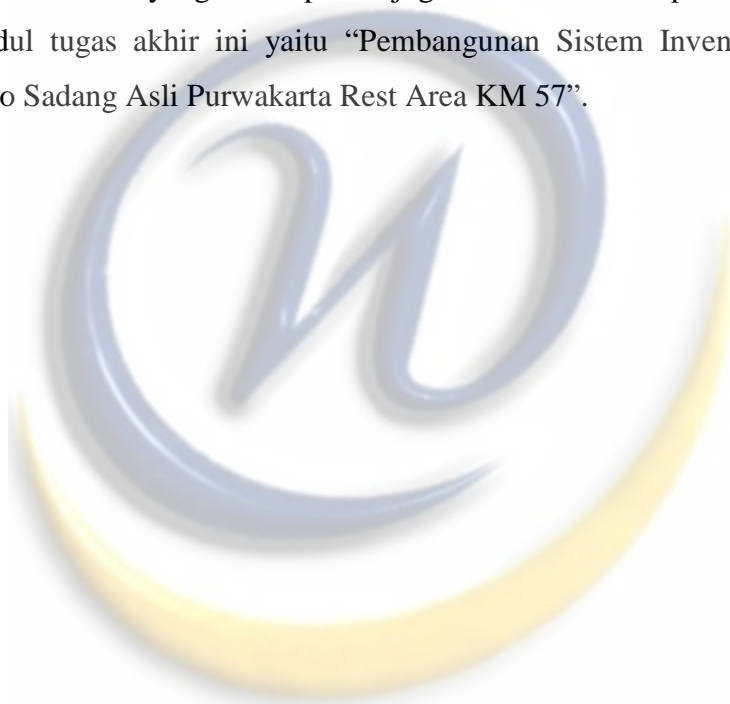 dul tugas akhir ini yaitu “Pembangunan Sistem Inven
o Sadang Asli Purwakarta Rest Area KM 57”.